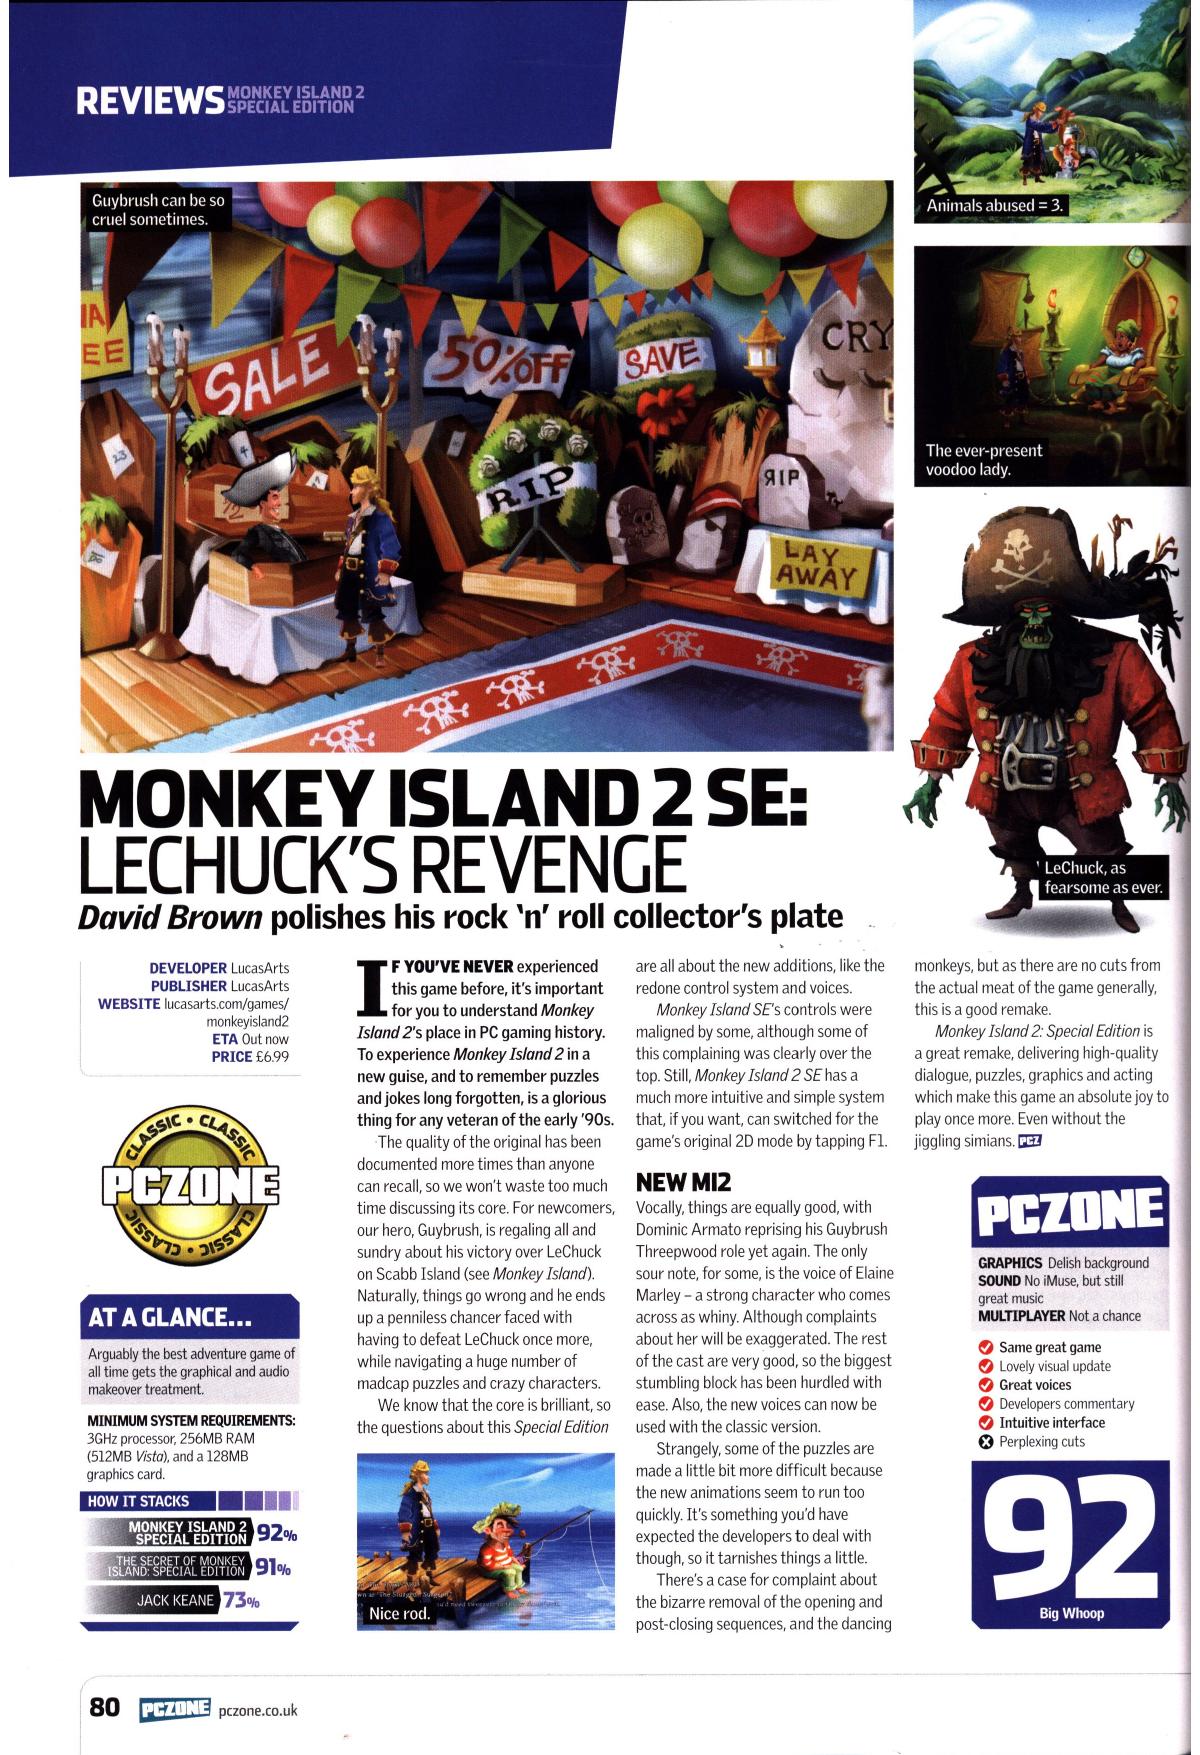 REVIEWS MONKEY ISLAND 2
SPECIAL EDITION
Guybrush can be so
cruel sometimes.
SALE
50% OFF
SAVE
CRY
23
4
RIP
RIP
LAY
AWAY
Animals abused = 3.
The ever-present
voodoo lady.
LeChuck, as
fearsome as ever.
MONKEY ISLAND 2 SE:
LECHUCK'S REVENGE
David Brown polishes his rock 'n' roll collector's plate
DEVELOPER LucasArts
PUBLISHER LucasArts
WEBSITE lucasarts.com/games/
monkeyisland2
ETA Out now
PRICE £6.99
CLASSIC • CLASSIC
PCZONE
CLASSIC • CLASSIC
AT A GLANCE...
Arguably the best adventure game of
all time gets the graphical and audio
makeover treatment.
MINIMUM SYSTEM REQUIREMENTS:
3GHz processor, 256MB RAM
(512MB Vista), and a 128MB
graphics card.
HOW IT STACKS
MONKEY ISLAND 2
SPECIAL EDITION 92%
THE SECRET OF MONKEY
ISLAND: SPECIAL EDITION 91%
JACK KEANE 73%
IF YOU'VE NEVER experienced
this game before, it's important
for you to understand Monkey
Island 2's place in PC gaming history.
To experience Monkey Island 2 in a
new guise, and to remember puzzles
and jokes long forgotten, is a glorious
thing for any veteran of the early '90s.
The quality of the original has been
documented more times than anyone
can recall, so we won't waste too much
time discussing its core. For newcomers,
our hero, Guybrush, is regaling all and
sundry about his victory over LeChuck
on Scabb Island (see Monkey Island).
Naturally, things go wrong and he ends
up a penniless chancer faced with
having to defeat LeChuck once more,
while navigating a huge number of
madcap puzzles and crazy characters.
We know that the core is brilliant, so
the questions about this Special Edition
Nice rod.
are all about the new additions, like the
redone control system and voices.
Monkey Island SE's controls were
maligned by some, although some of
this complaining was clearly over the
top. Still, Monkey Island 2 SE has a
much more intuitive and simple system
that, if you want, can switched for the
game's original 2D mode by tapping F1.
NEW MI2
Vocally, things are equally good, with
Dominic Armato reprising his Guybrush
Threepwood role yet again. The only
sour note, for some, is the voice of Elaine
Marley – a strong character who comes
across as whiny. Although complaints
about her will be exaggerated. The rest
of the cast are very good, so the biggest
stumbling block has been hurdled with
ease. Also, the new voices can now be
used with the classic version.
Strangely, some of the puzzles are
made a little bit more difficult because
the new animations seem to run too
quickly. It's something you'd have
expected the developers to deal with
though, so it tarnishes things a little.
There's a case for complaint about
the bizarre removal of the opening and
post-closing sequences, and the dancing
monkeys, but as there are no cuts from
the actual meat of the game generally,
this is a good remake.
Monkey Island 2: Special Edition is
a great remake, delivering high-quality
dialogue, puzzles, graphics and acting
which make this game an absolute joy to
play once more. Even without the
jiggling simians. PCZ
PCZONE
GRAPHICS Delish background
SOUND No iMuse, but still
great music
MULTIPLAYER Not a chance
Same great game
Lovely visual update
Great voices
Developers commentary
Intuitive interface
Perplexing cuts
92
Big Whoop
80 PCZONE pczone.co.uk